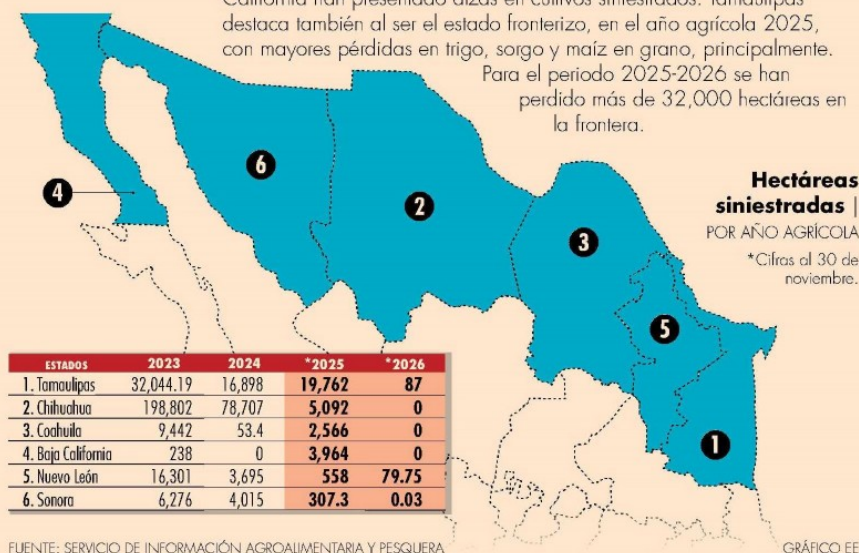 California han presentado alzas en cultivos siniestrados. Tamaulipas
destaca también al ser el estado fronterizo, en el año agrícola 2025,
con mayores pérdidas en trigo, sorgo y maíz en grano, principalmente.
Para el periodo 2025-2026 se han
perdido más de 32,000 hectáreas en
la frontera.
Hectáreas
siniestradas |
POR AÑO AGRÍCOLA
*Cifras al 30 de
noviembre.
4
6
2
3
5
1
ESTADOS 2023 2024 *2025 *2026
1. Tamaulipas 32,044.19 16,898 19,762 87
2. Chihuahua 198,802 78,707 5,092 0
3. Coahuila 9,442 53.4 2,566 0
4. Baja California 238 0 3,964 0
5. Nuevo León 16,301 3,695 558 79.75
6. Sonora 6,276 4,015 307.3 0.03
FUENTE: SERVICIO DE INFORMACIÓN AGROALIMENTARIA Y PESQUERA
GRÁFICO EE